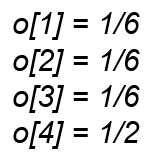 o[1] = 1/6
o[2] = 1/6
o[3] = 1/6
o[4] = 1/2